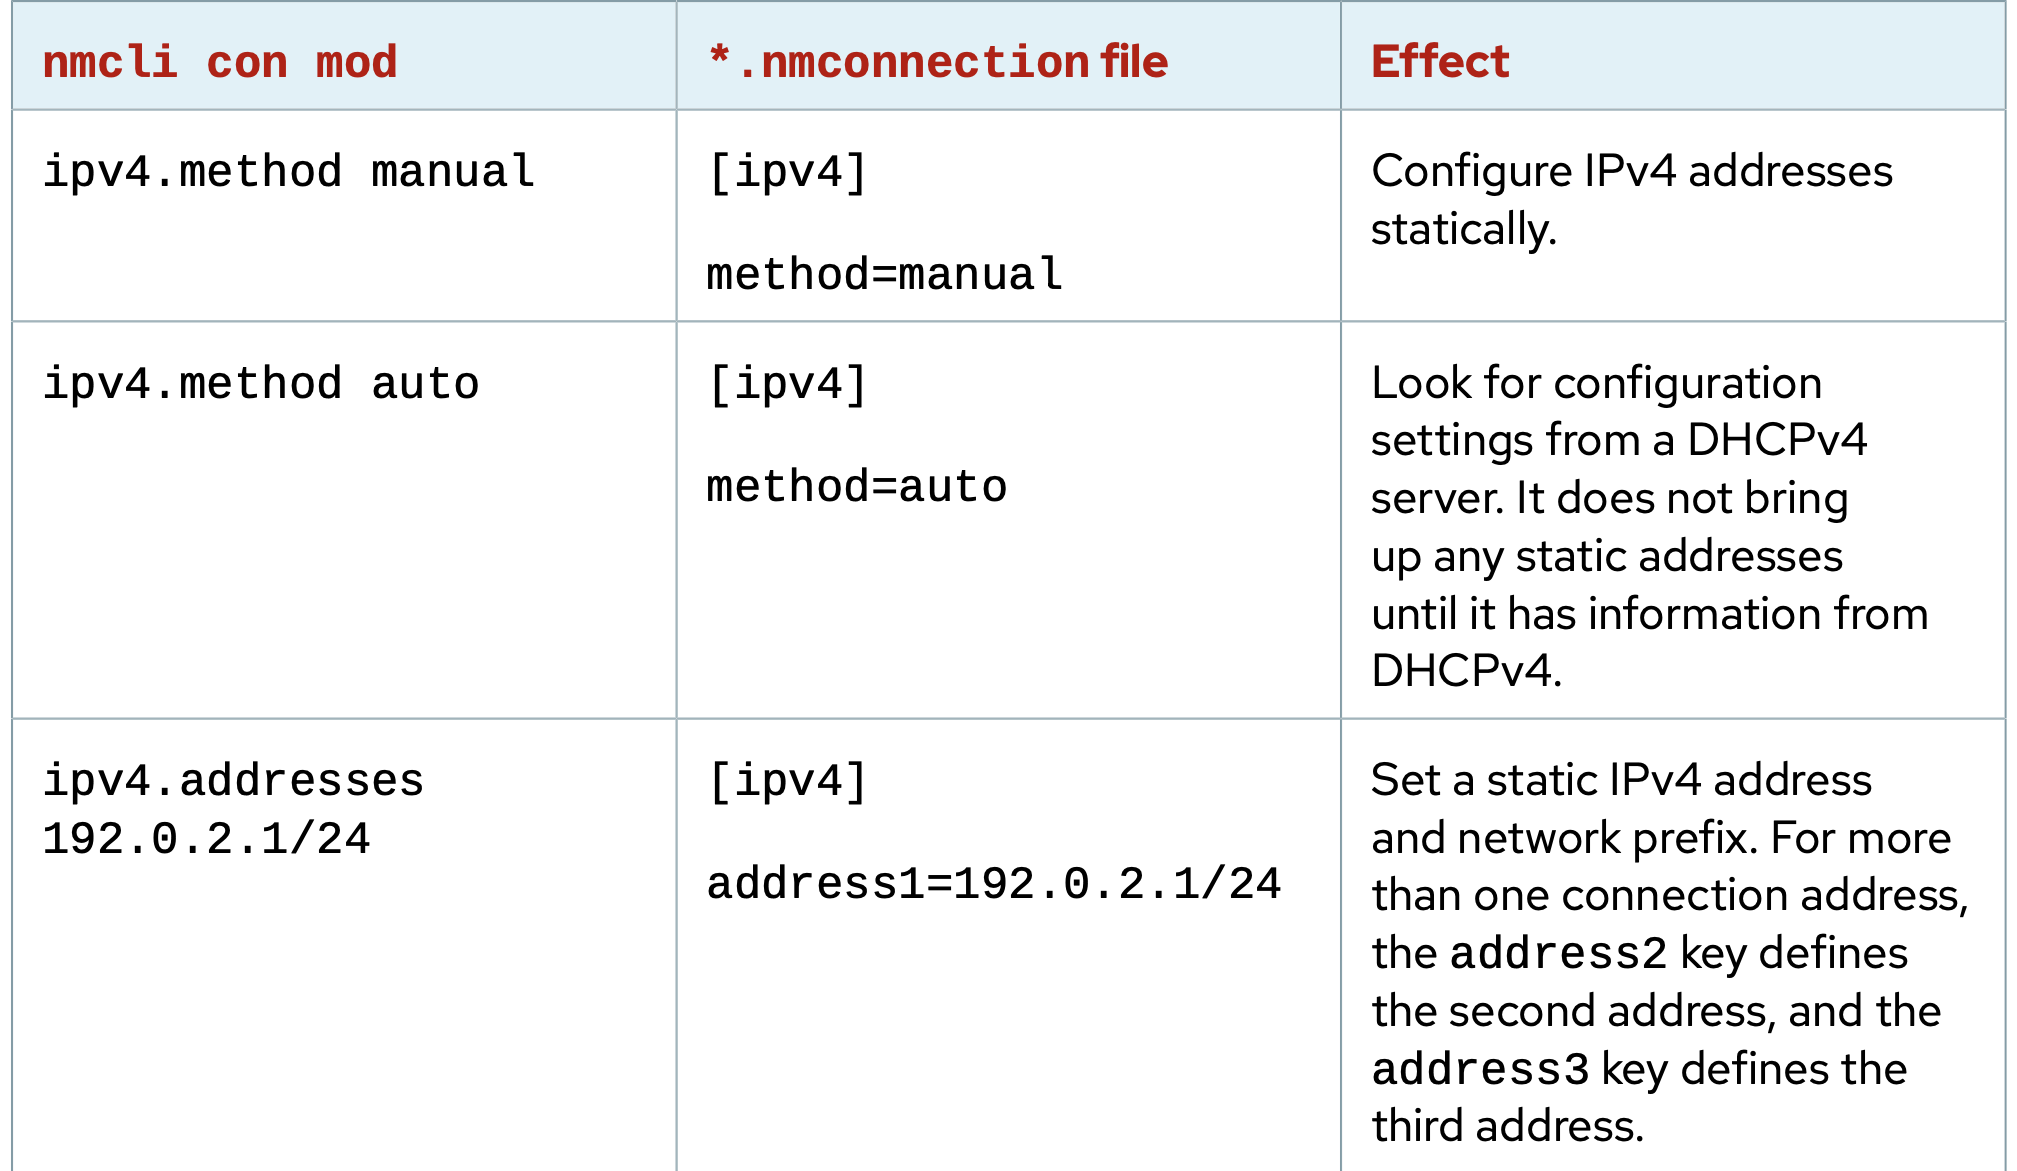 nmcli con mod
*.nmconnection file
Effect
ipv4.method manual
[ipv4]
method=manual
Configure IPv4 addresses
statically.
ipv4.method auto
[ipv4]
method=auto
Look for configuration
settings from a DHCPv4
server. It does not bring
up any static addresses
until it has information from
DHCPv4.
ipv4.addresses
192.0.2.1/24
[ipv4]
address1=192.0.2.1/24
Set a static IPv4 address
and network prefix. For more
than one connection address,
the address2 key defines
the second address, and the
address3 key defines the
third address.